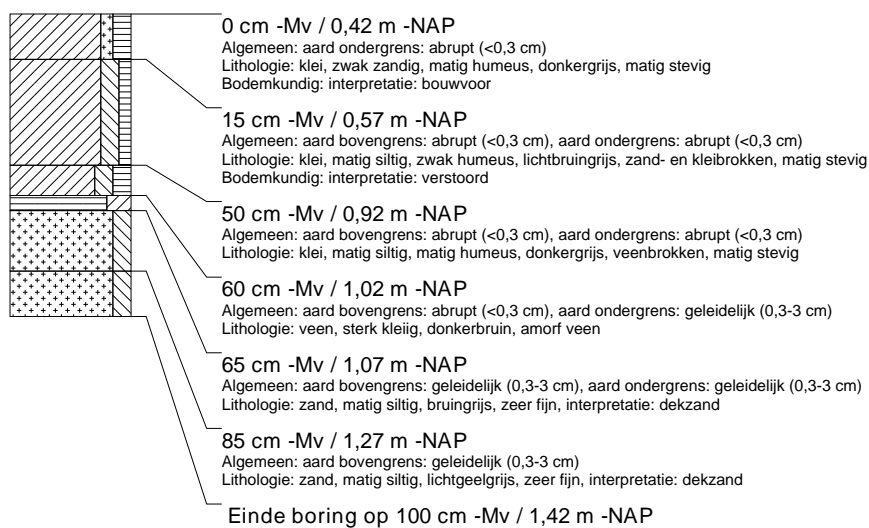 0 cm -Mv / 0,42 m -NAP
Algemeen: aard ondergrens: abrupt (<0,3 cm)
Lithologie: klei, zwak zandig, matig humeus, donkergrijs, matig stevig
Bodemkundig: interpretatie: bouwvoor
15 cm -Mv / 0,57 m -NAP
Algemeen: aard bovengrens: abrupt (<0,3 cm), aard ondergrens: abrupt (<0,3 cm)
Lithologie: klei, matig siltig, zwak humeus, lichtbruingrijs, zand- en kleibrokken, matig stevig
Bodemkundig: interpretatie: verstoord
50 cm -Mv / 0,92 m -NAP
Algemeen: aard bovengrens: abrupt (<0,3 cm), aard ondergrens: abrupt (<0,3 cm)
Lithologie: klei, matig siltig, matig humeus, donkergrijs, veenbrokken, matig stevig
60 cm -Mv / 1,02 m -NAP
Algemeen: aard bovengrens: abrupt (<0,3 cm), aard ondergrens: geleidelijk (0,3-3 cm)
Lithologie: veen, sterk kleiig, donkerbruin, amorf veen
65 cm -Mv / 1,07 m -NAP
Algemeen: aard bovengrens: geleidelijk (0,3-3 cm), aard ondergrens: geleidelijk (0,3-3 cm)
Lithologie: zand, matig siltig, bruingrijs, zeer fijn, interpretatie: dekzand
85 cm -Mv / 1,27 m -NAP
Algemeen: aard bovengrens: geleidelijk (0,3-3 cm)
Lithologie: zand, matig siltig, lichtgeelgrijs, zeer fijn, interpretatie: dekzand
Einde boring op 100 cm -Mv / 1,42 m -NAP